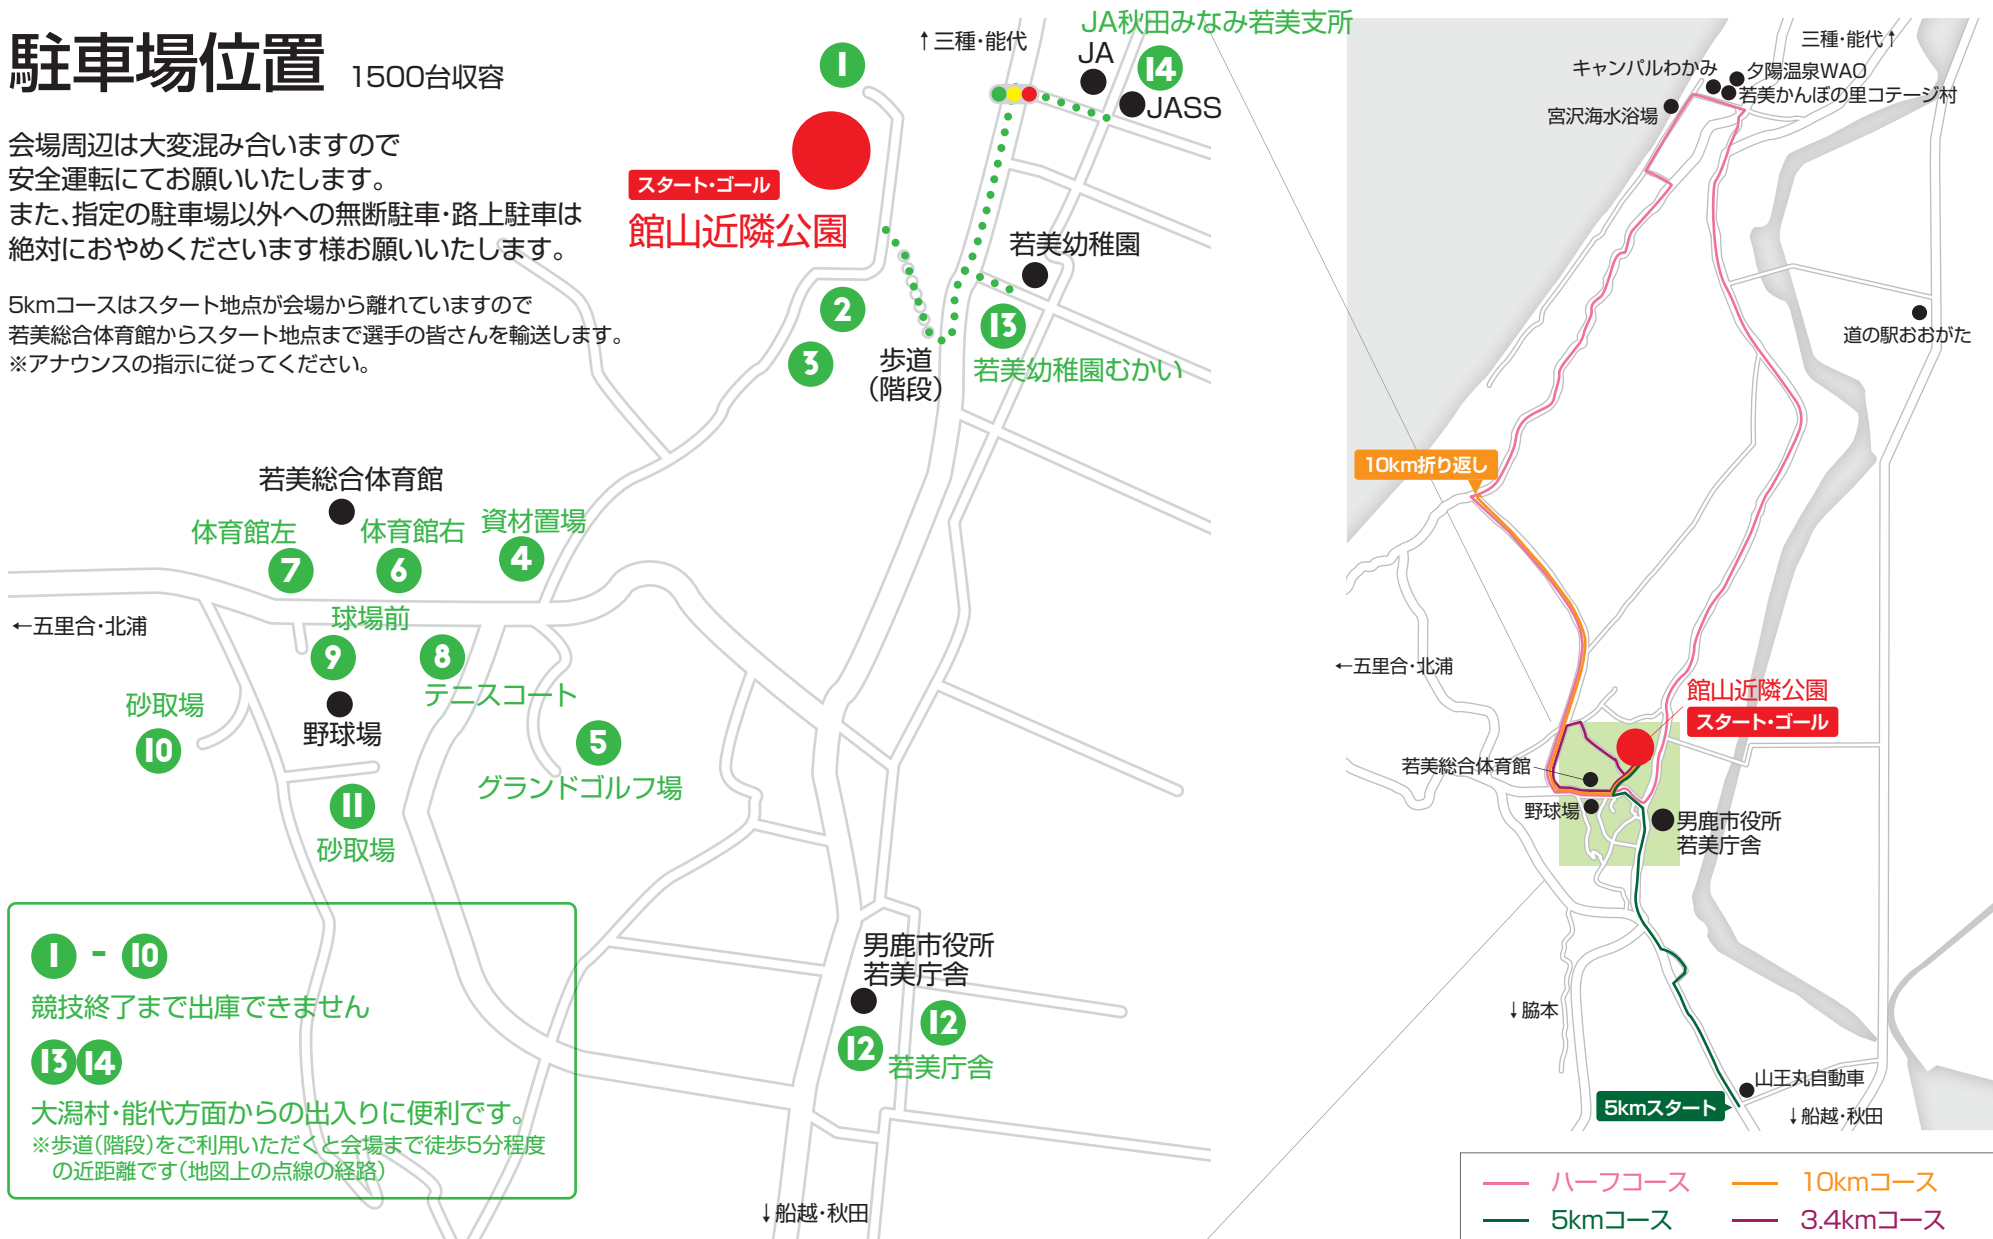 駐車場位置 1500台収容
会場周辺は大変混み合いますので
安全運転にてお願いいたします。
また、指定の駐車場以外への無断駐車・路上駐車は
絶対におやめくださいます様お願いいたします。
5kmコースはスタート地点が会場から離れていますので
若美総合体育館からスタート地点まで選手の皆さんを輸送します。
※アナウンスの指示に従ってください。
1
スタート・ゴール
館山近隣公園
2
3
歩道
(階段)
↑三種・能代
JA秋田みなみ若美支所
JA
14
JASS
若美幼稚園
13
若美幼稚園むかい
若美総合体育館
体育館左
7
体育館右
6
資材置場
4
←五里合・北浦
球場前
9
8
テニスコート
野球場
砂取場
10
5
グランドゴルフ場
11
砂取場
男鹿市役所
若美庁舎
12
12
若美庁舎
↓船越・秋田
1 - 10
競技終了まで出庫できません
13 14
大潟村・能代方面からの出入りに便利です。
※歩道(階段)をご利用いただくと会場まで徒歩5分程度
の近距離です(地図上の点線の経路)
三種・能代↑
キャンパルわかみ
夕陽温泉WAO
若美かんぼの里コテージ村
宮沢海水浴場
道の駅おおがた
10km折り返し
←五里合・北浦
館山近隣公園
スタート・ゴール
若美総合体育館
野球場
男鹿市役所
若美庁舎
↓脇本
山王丸自動車
5kmスタート
↓船越・秋田
ハーフコース
10kmコース
5kmコース
3.4kmコース